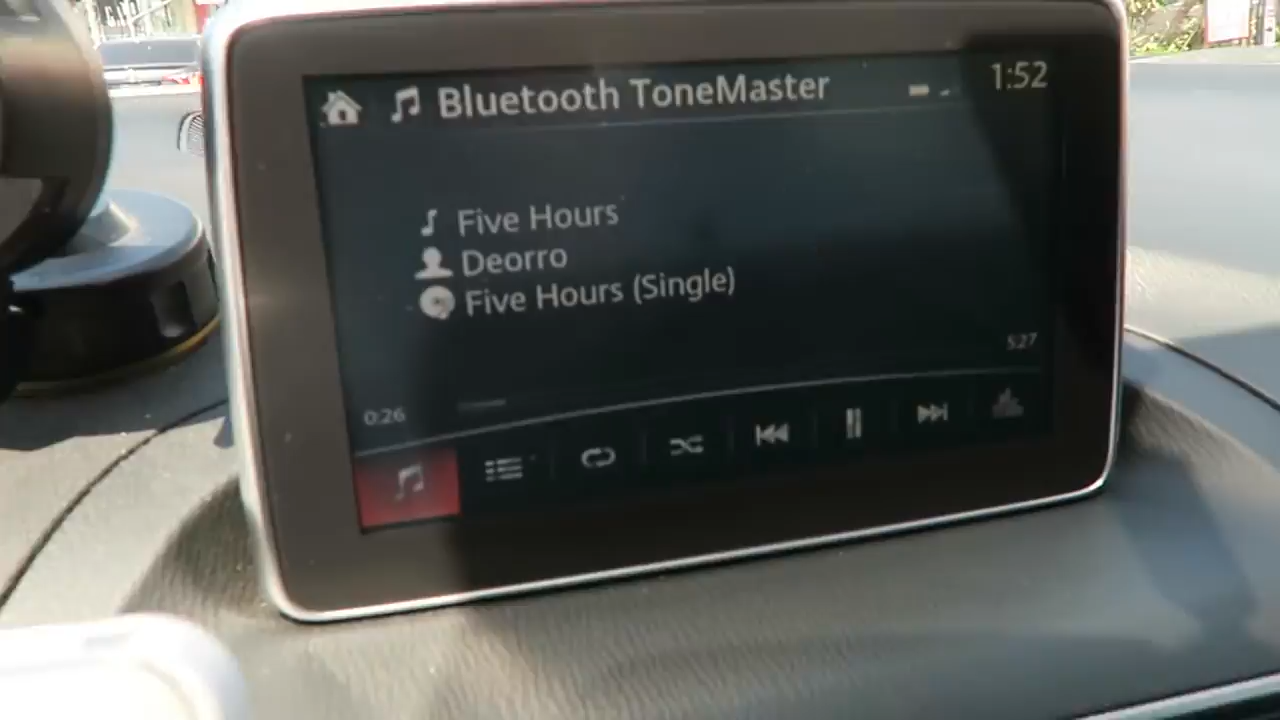 Bluetooth ToneMaster
1:52
Five Hours
Deorro
Five Hours (Single)
5:27
0:26